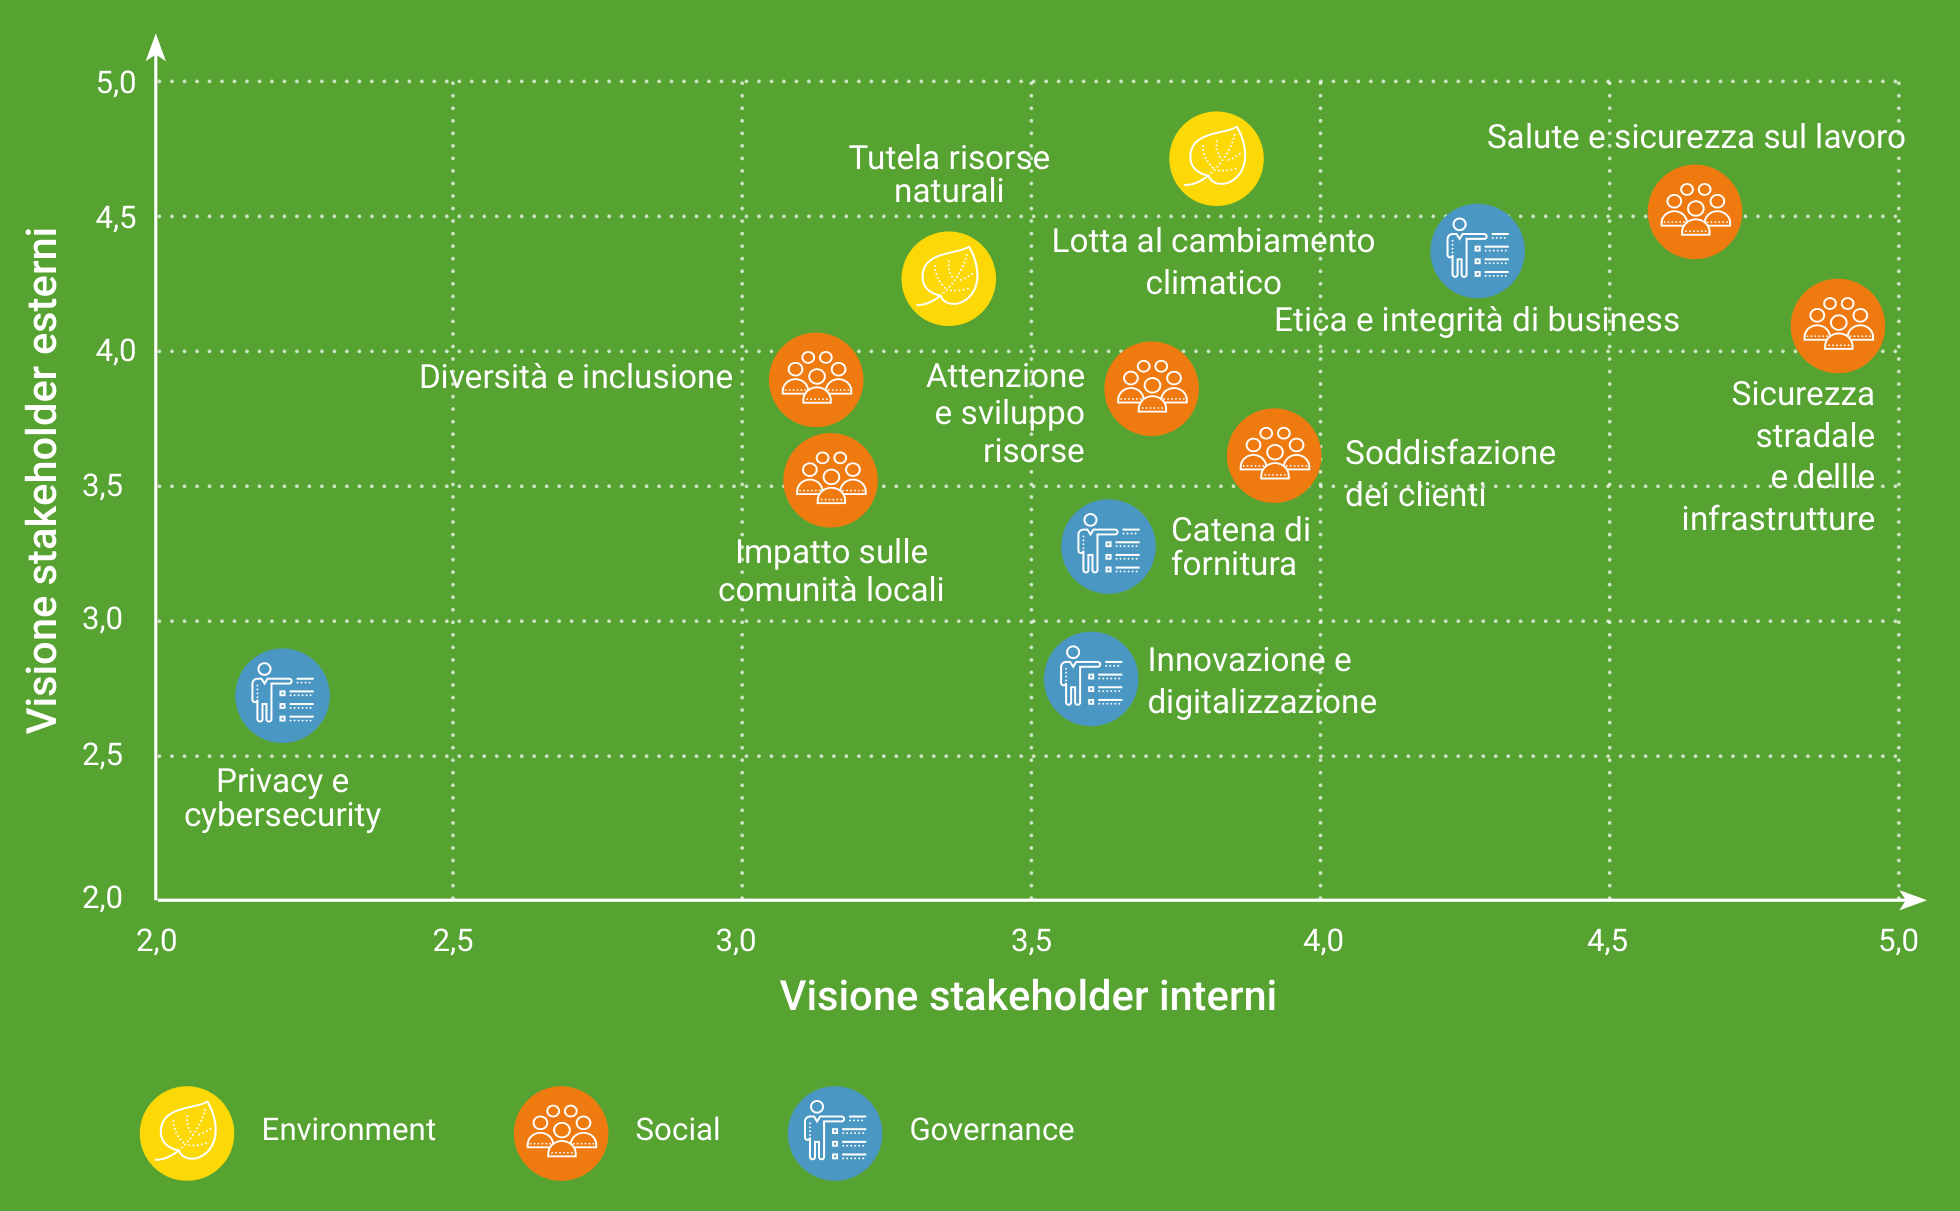 Visione stakeholder esterni
5,0
4,5
4,0
3,5
3,0
2,5
2,0
Salute e sicurezza sul lavoro
Tutela risorse
naturali
Lotta al cambiamento
climatico
Etica e integrità di business
Diversità e inclusione
Attenzione
e sviluppo
risorse
Sicurezza
stradale
e dellle
infrastrutture
Soddisfazione
dei clienti
Catena di
fornitura
Impatto sulle
comunità locali
Innovazione e
digitalizzazione
Privacy e
cybersecurity
2,0
2,5
3,0
3,5
4,0
4,5
5,0
Visione stakeholder interni
Environment
Social
Governance